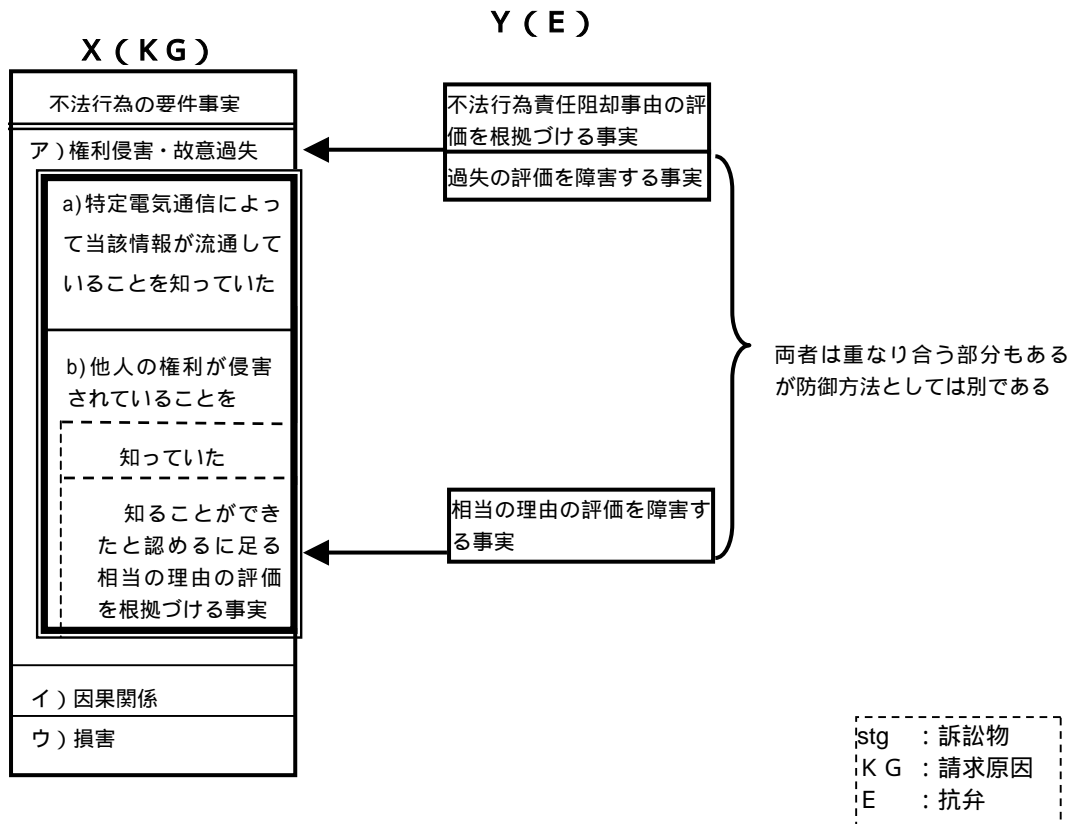 Y(E)
X(KG)
不法行為の要件事実
ア)権利侵害・故意過失
a)特定電気通信によっ
て当該情報が流通して
いることを知っていた
b)他人の権利が侵害
されていることを
知っていた
知ることができ
たと認めるに足る
相当の理由の評価
を根拠づける事実
イ)因果関係
ウ)損害
不法行為責任阻却事由の評
価を根拠づける事実
過失の評価を障害する事実
相当の理由の評価を障害す
る事実
両者は重なり合う部分もある
が防御方法としては別である
stg :訴訟物
KG :請求原因
E :抗弁